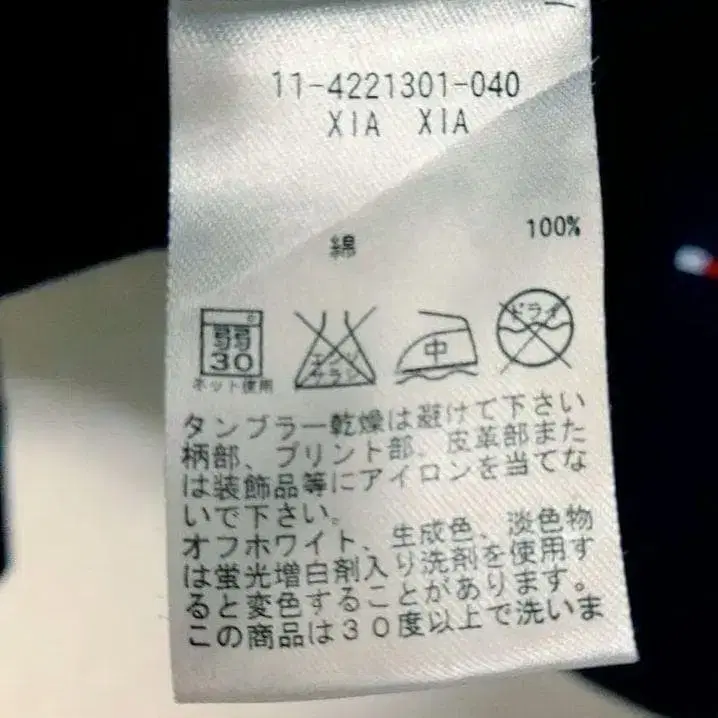 11-4221301-040
XIA XIA
綿 100%
弱
30
ネット使用
エンソ
サラシ
中
ドライ
タンブラー乾燥は避けて下さい
柄部、プリント部、皮革部また
は装飾品等にアイロンを当てな
いで下さい。
オフホワイト、生成色、淡色物
は蛍光増白剤入り洗剤を使用す
ると変色することがあります。
この商品は30度以上で洗いま